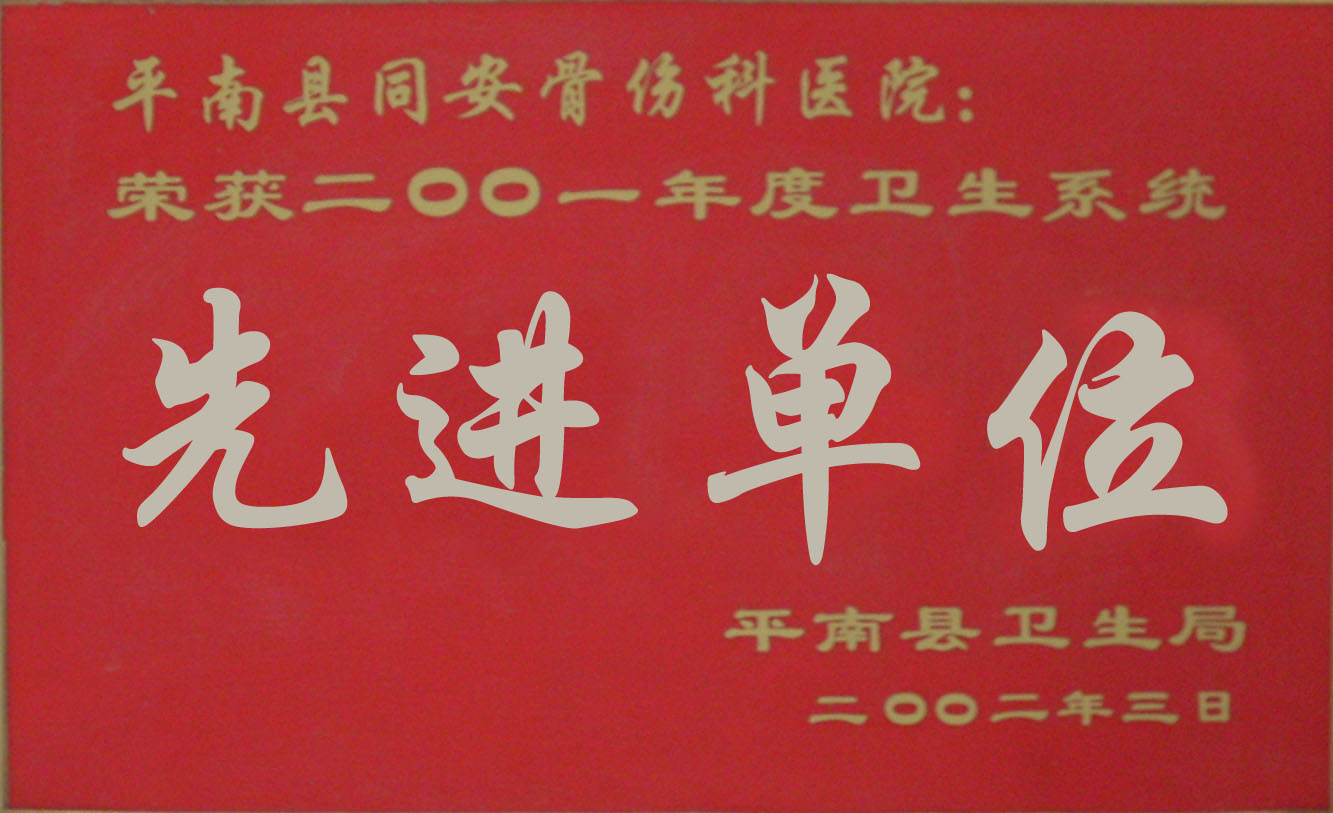 平南县同安骨伤科医院：
荣获二〇〇一年度卫生系统
先进单位
平南县卫生局
二〇〇二年三日